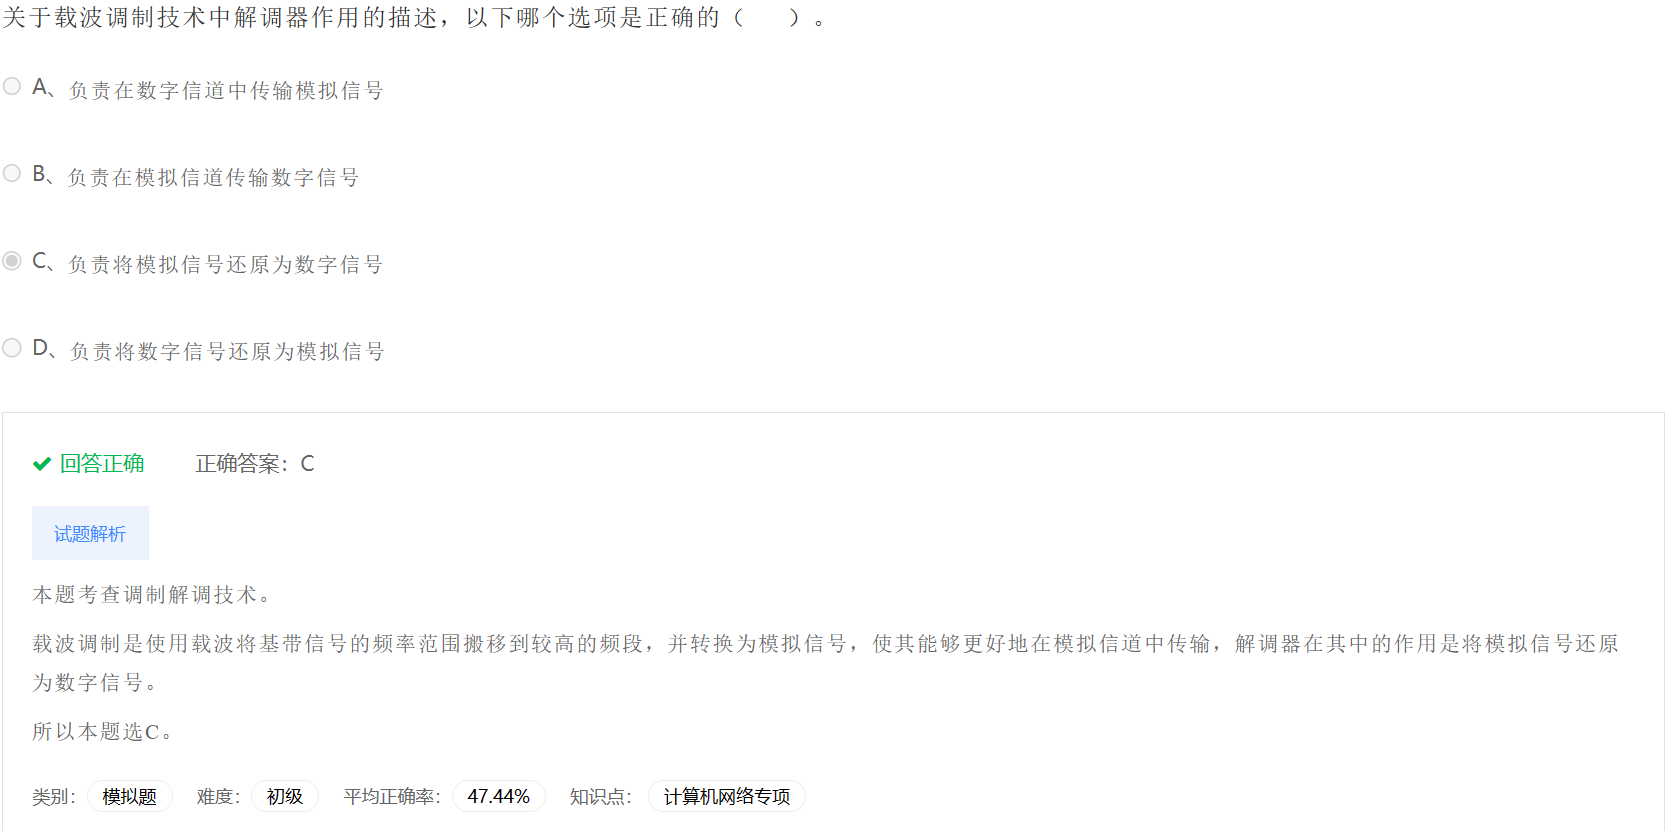 关于载波调制技术中解调器作用的描述，以下哪个选项是正确的（　　）。
A、负责在数字信道中传输模拟信号
B、负责在模拟信道传输数字信号
C、负责将模拟信号还原为数字信号
D、负责将数字信号还原为模拟信号
回答正确　正确答案：C
试题解析
本题考查调制解调技术。
载波调制是使用载波将基带信号的频率范围搬移到较高的频段，并转换为模拟信号，使其能够更好地在模拟信道中传输，解调器在其中的作用是将模拟信号还原
为数字信号。
所以本题选C。
类别： 模拟题　难度： 初级　平均正确率： 47.44%　知识点： 计算机网络专项